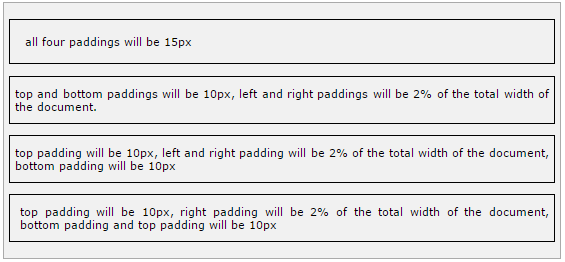 all four paddings will be 15px
top and bottom paddings will be 10px, left and right paddings will be 2% of the total width of
the document.
top padding will be 10px, left and right padding will be 2% of the total width of the document,
bottom padding will be 10px
top padding will be 10px, right padding will be 2% of the total width of the document,
bottom padding and top padding will be 10px